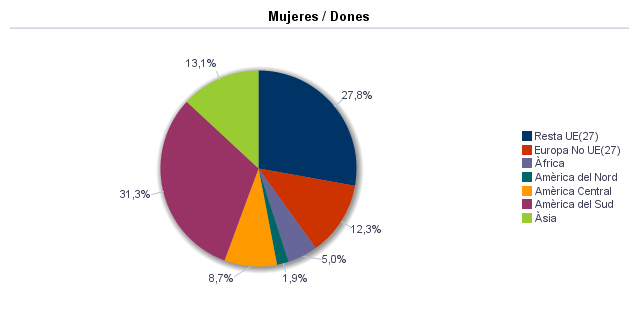 Mujeres / Dones
13,1%
27,8%
31,3%
12,3%
5,0%
8,7%
1,9%
Resta UE(27)
Europa No UE(27)
Àfrica
Amèrica del Nord
Amèrica Central
Amèrica del Sud
Àsia